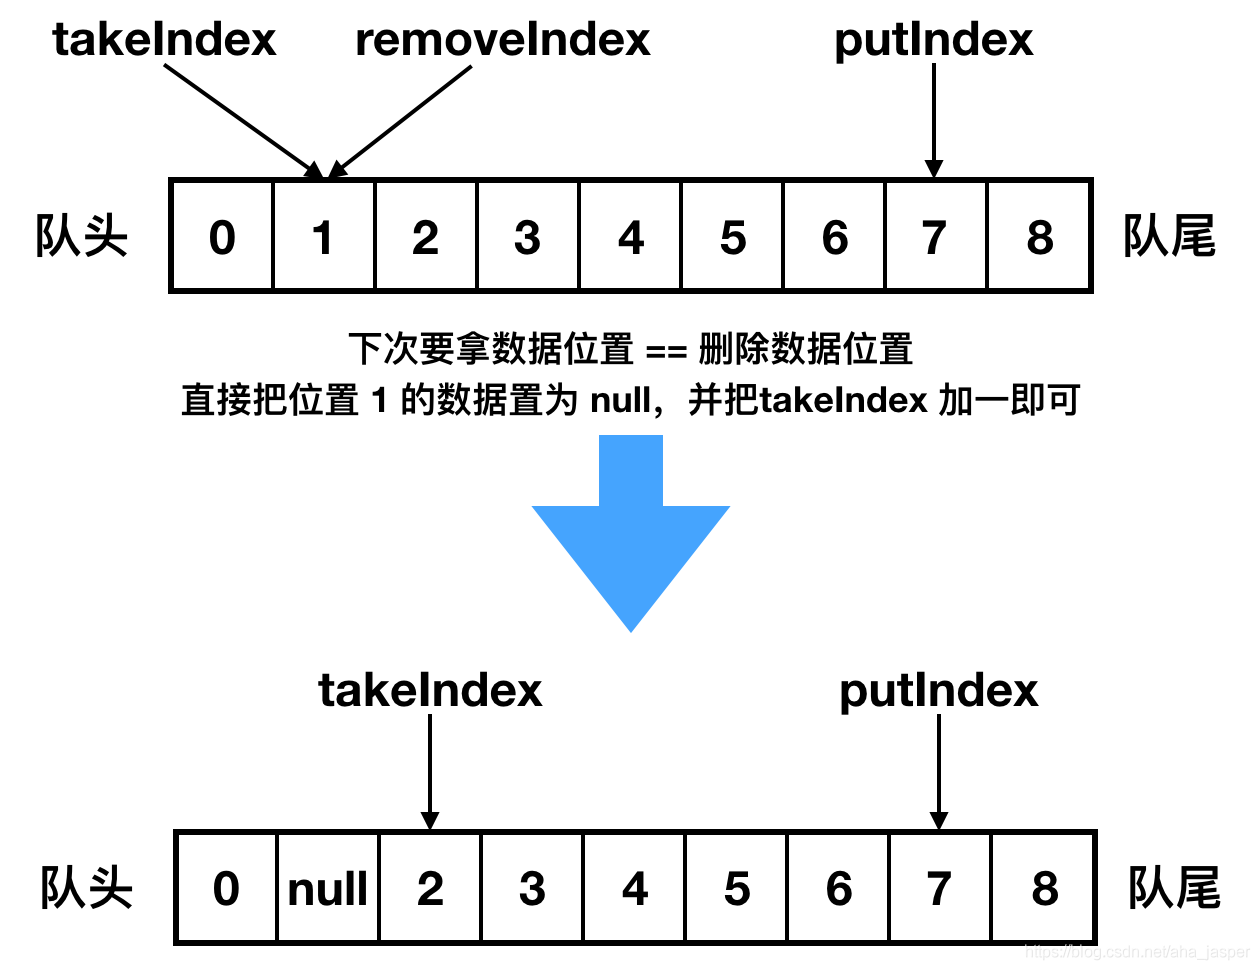 takeIndex removeIndex putIndex
队头 0 1 2 3 4 5 6 7 8 队尾
下次要拿数据位置 == 删除数据位置
直接把位置 1 的数据置为 null，并把takeIndex 加一即可
takeIndex putIndex
队头 0 null 2 3 4 5 6 7 8 队尾
https://blog.csdn.net/aha_jasper